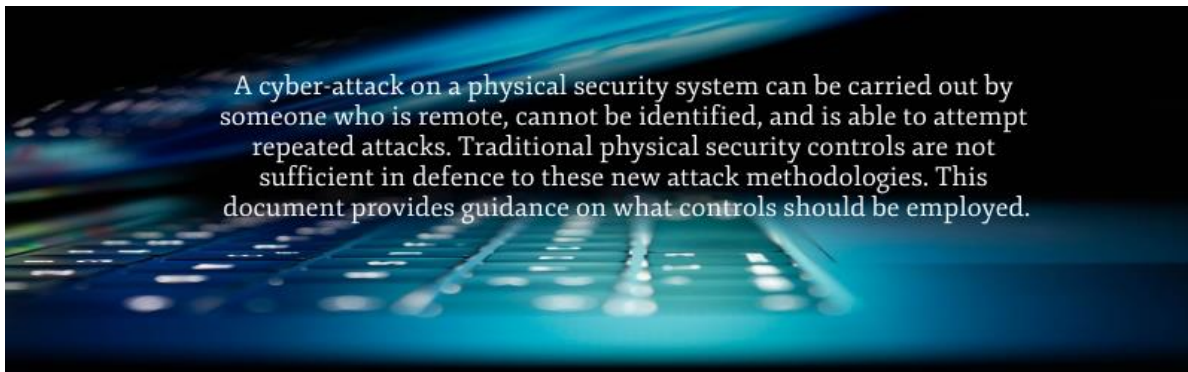 A cyber-attack on a physical security system can be carried out by
someone who is remote, cannot be identified, and is able to attempt
repeated attacks. Traditional physical security controls are not
sufficient in defence to these new attack methodologies. This
document provides guidance on what controls should be employed.